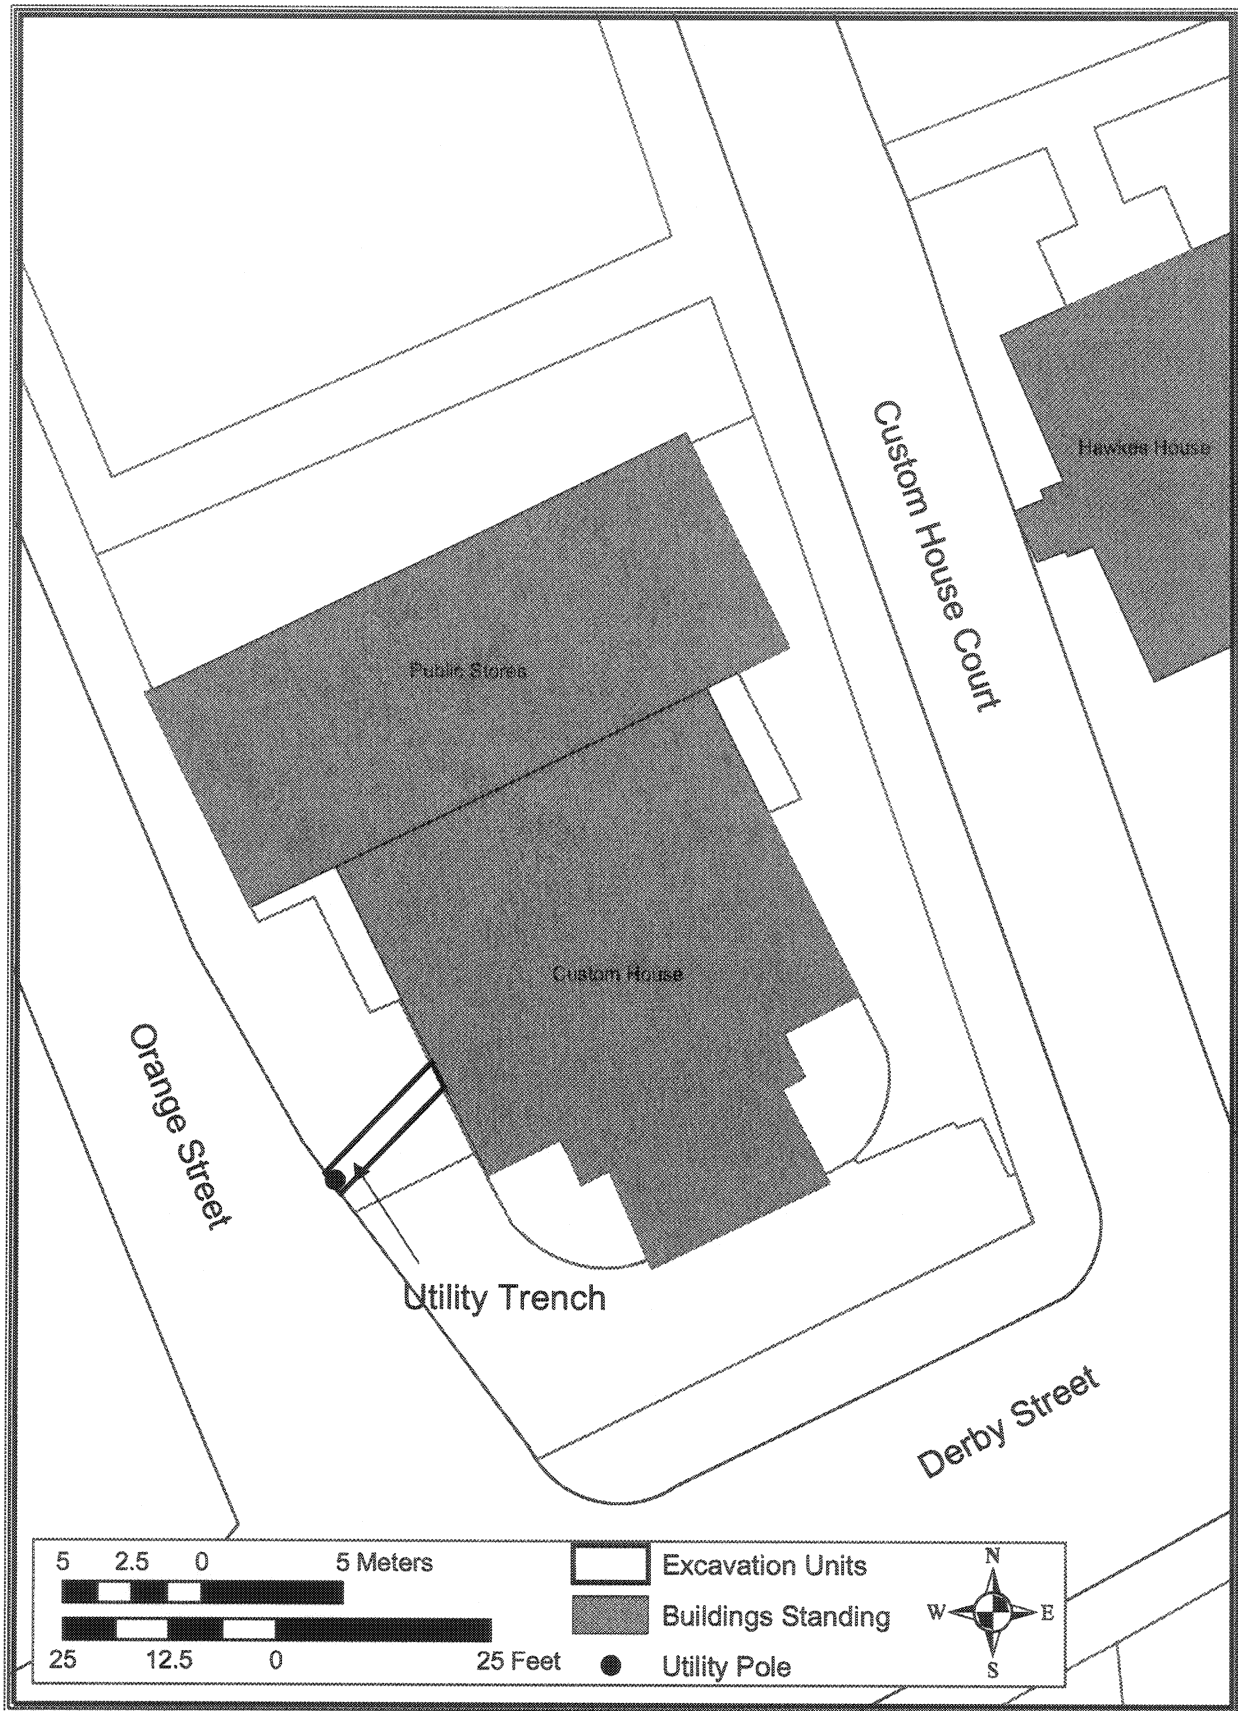 Custom House Court
Hawkes House
Public Stores
Custom House
Orange Street
Utility Trench
Derby Street
5 2.5 0 5 Meters
25 12.5 0 25 Feet
Excavation Units
Buildings Standing
Utility Pole
N
W E
S